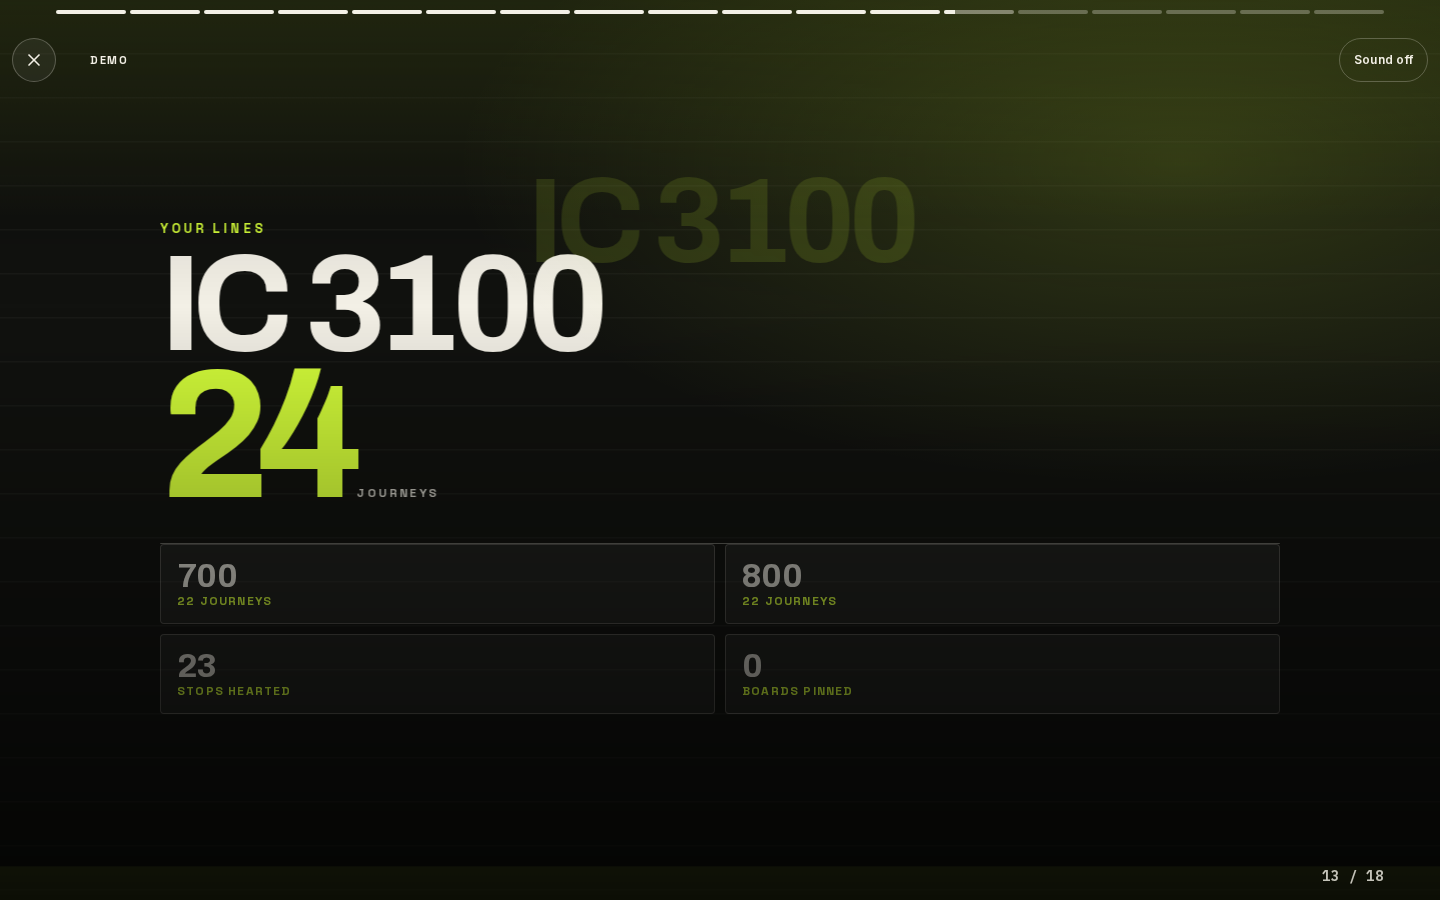 DEMO
Sound off
IC 3100
YOUR LINES
IC 3100
24
JOURNEYS
700
22 JOURNEYS
800
22 JOURNEYS
23
STOPS HEARTED
0
BOARDS PINNED
13 / 18